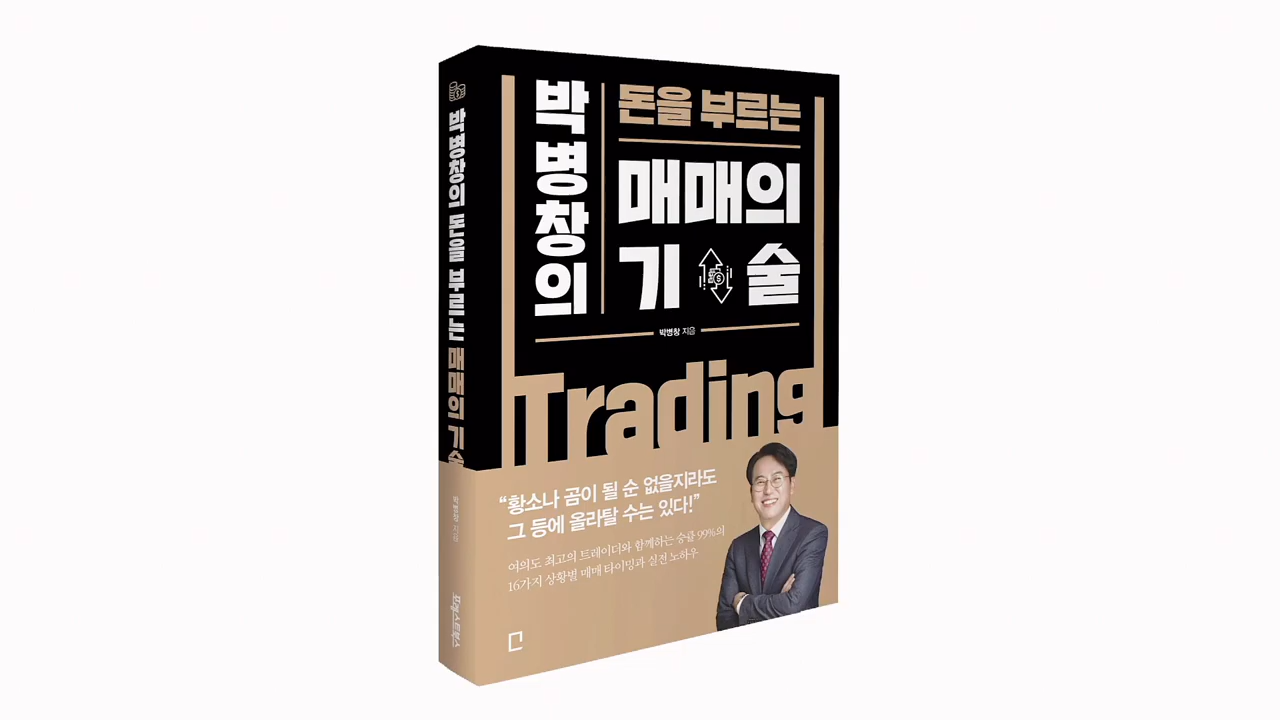 박병창의
돈을 부르는
매매의
기술
박병창 지음
Trading
“황소나 곰이 될 순 없을지라도
그 등에 올라탈 수는 있다!”
여의도 최고의 트레이더와 함께하는 승률 99%의
16가지 상황별 매매 타이밍과 실전 노하우
박병창의 돈을 부르는 매매의 기술
박병창 지음
포레스트북스